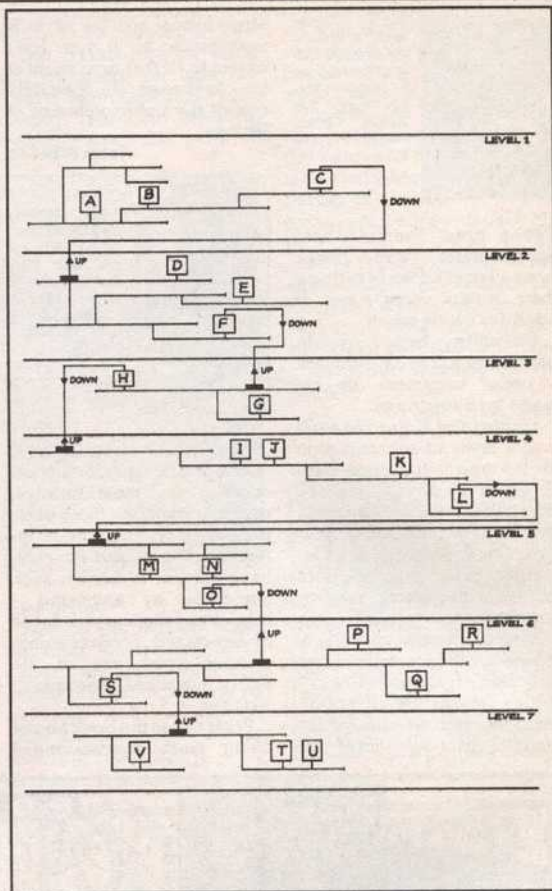 LEVEL 1
C
B
A
DOWN
UP
LEVEL 2
D
E
F
DOWN
LEVEL 3
UP
DOWN
H
G
LEVEL 4
UP
I J
K
L
DOWN
UP
LEVEL 5
M N
O
DOWN
LEVEL 6
UP
P R
S
Q
DOWN
LEVEL 7
UP
V T U